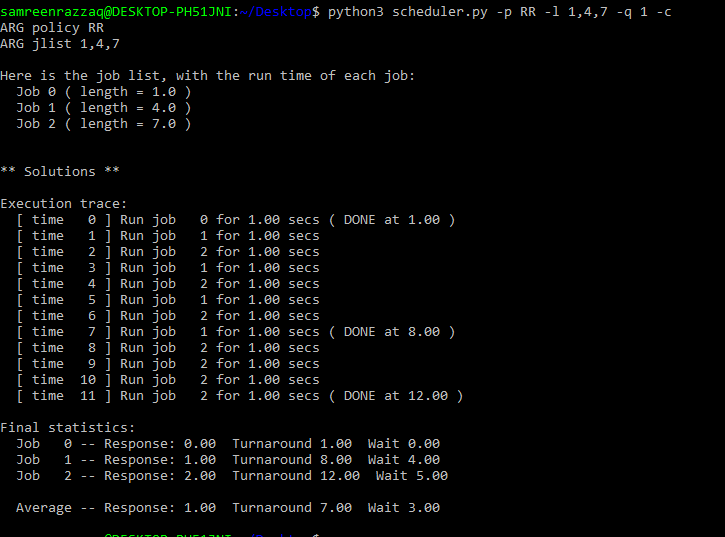 samreenrazzaq@DESKTOP-PH51JNI:~/Desktop$ python3 scheduler.py -p RR -l 1,4,7 -q 1 -c
ARG policy RR
ARG jlist 1,4,7
Here is the job list, with the run time of each job:
Job 0 ( length = 1.0 )
Job 1 ( length = 4.0 )
Job 2 ( length = 7.0 )
** Solutions **
Execution trace:
[ time 0 ] Run job 0 for 1.00 secs ( DONE at 1.00 )
[ time 1 ] Run job 1 for 1.00 secs
[ time 2 ] Run job 2 for 1.00 secs
[ time 3 ] Run job 1 for 1.00 secs
[ time 4 ] Run job 2 for 1.00 secs
[ time 5 ] Run job 1 for 1.00 secs
[ time 6 ] Run job 2 for 1.00 secs
[ time 7 ] Run job 1 for 1.00 secs ( DONE at 8.00 )
[ time 8 ] Run job 2 for 1.00 secs
[ time 9 ] Run job 2 for 1.00 secs
[ time 10 ] Run job 2 for 1.00 secs
[ time 11 ] Run job 2 for 1.00 secs ( DONE at 12.00 )
Final statistics:
Job 0 -- Response: 0.00 Turnaround 1.00 Wait 0.00
Job 1 -- Response: 1.00 Turnaround 8.00 Wait 4.00
Job 2 -- Response: 2.00 Turnaround 12.00 Wait 5.00
Average -- Response: 1.00 Turnaround 7.00 Wait 3.00